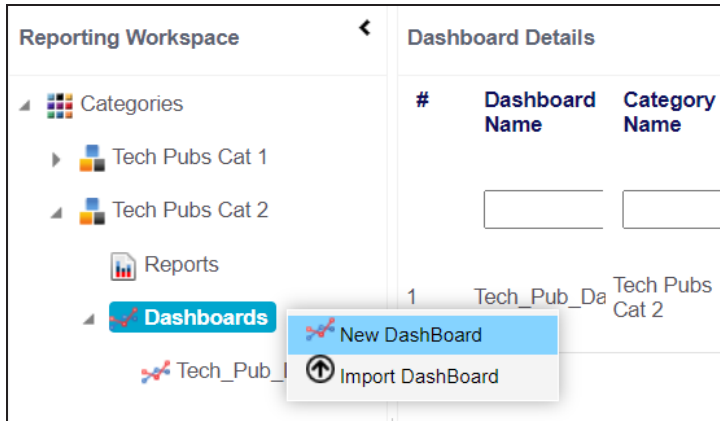 Reporting Workspace
Dashboard Details
Categories
Tech Pubs Cat 1
Tech Pubs Cat 2
Reports
Dashboards
Tech_Pub_
New DashBoard
Import DashBoard
#
Dashboard
Name
Category
Name
1
Tech_Pub_Da
Tech Pubs
Cat 2